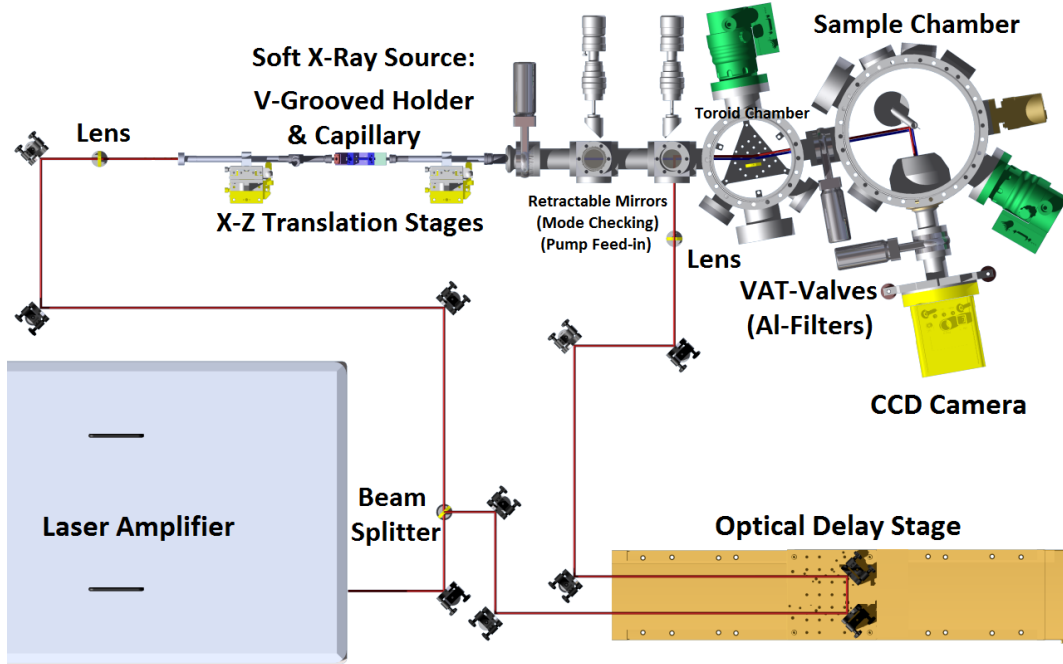 Soft X-Ray Source:
V-Grooved Holder
& Capillary
Lens
X-Z Translation Stages
Retractable Mirrors
(Mode Checking)
(Pump Feed-in)
Lens
Toroid Chamber
Sample Chamber
VAT-Valves
(Al-Filters)
CCD Camera
Laser Amplifier
Beam
Splitter
Optical Delay Stage